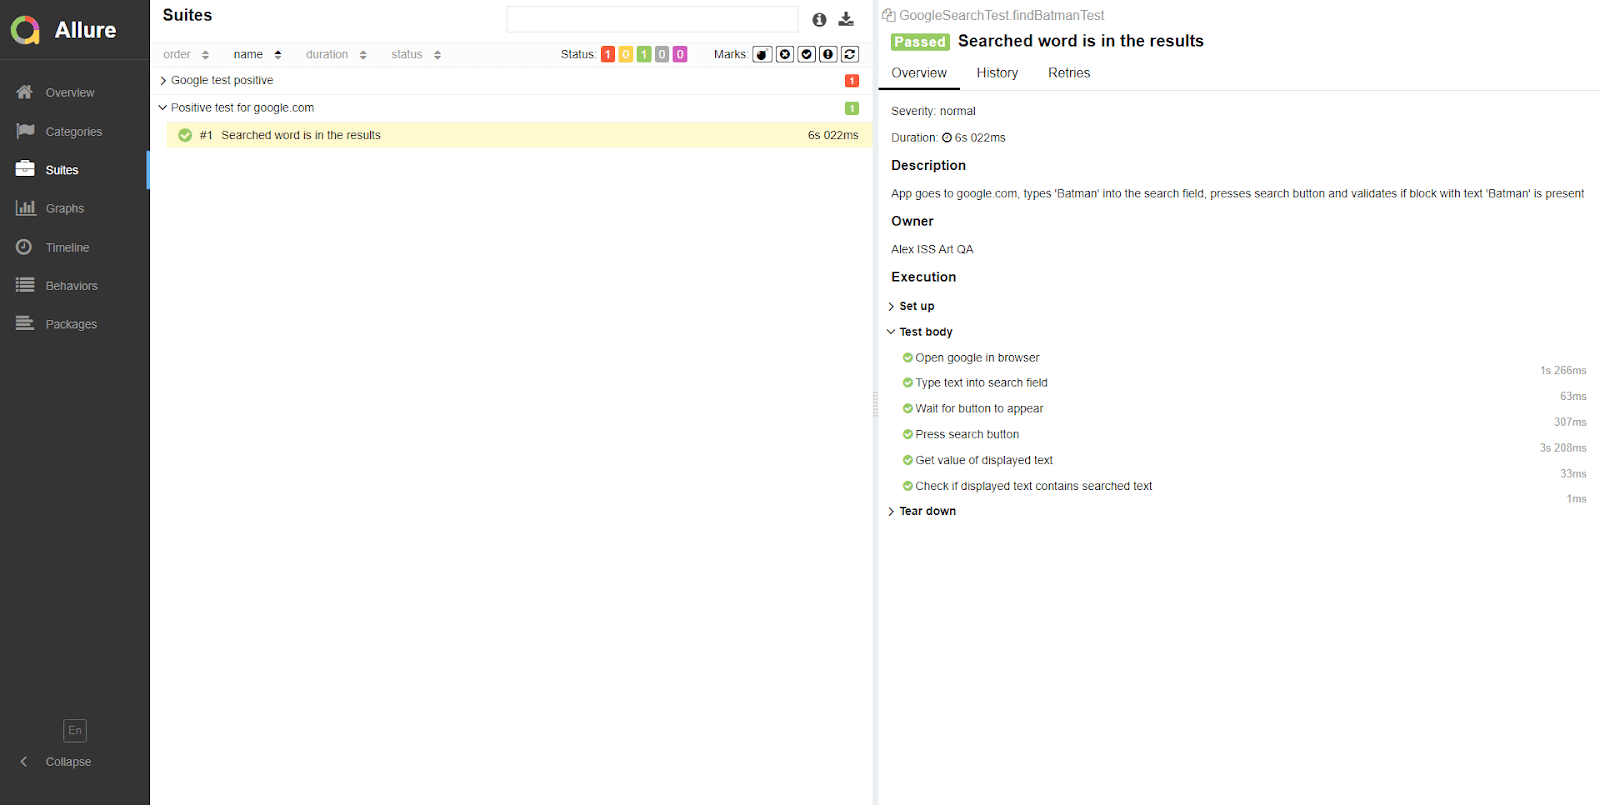 Allure
Overview
Categories
Suites
Graphs
Timeline
Behaviors
Packages
En
Collapse
Suites
order name duration status Status: 1 0 1 0 0 Marks:
Google test positive 1
Positive test for google.com 1
#1 Searched word is in the results 6s 022ms
GoogleSearchTest.findBatmanTest
Passed Searched word is in the results
Overview History Retries
Severity: normal
Duration: 6s 022ms
Description
App goes to google.com, types 'Batman' into the search field, presses search button and validates if block with text 'Batman' is present
Owner
Alex ISS Art QA
Execution
Set up
Test body
Open google in browser
1s 266ms
Type text into search field
63ms
Wait for button to appear
307ms
Press search button
3s 208ms
Get value of displayed text
33ms
Check if displayed text contains searched text
1ms
Tear down